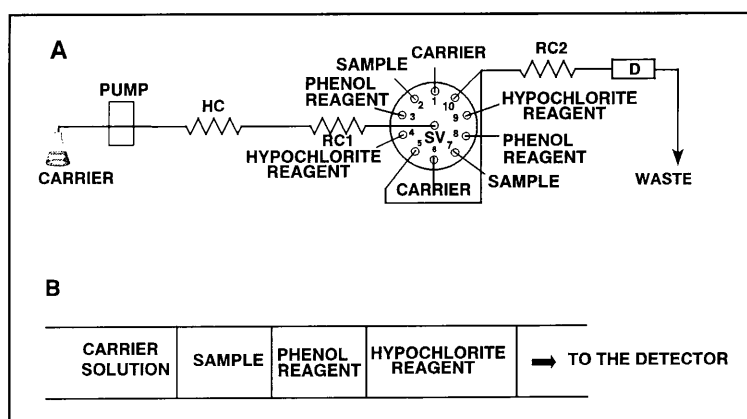 A
CARRIER
RC2
SAMPLE
D
PUMP
PHENOL
REAGENT
HC
1
2
10
3
9
HYPOCHLORITE
REAGENT
RC1
SV
4
8
HYPOCHLORITE
REAGENT
PHENOL
REAGENT
5
6
7
CARRIER
CARRIER
SAMPLE
WASTE
B
CARRIER
SOLUTION
SAMPLE
PHENOL
REAGENT
HYPOCHLORITE
REAGENT
TO THE DETECTOR